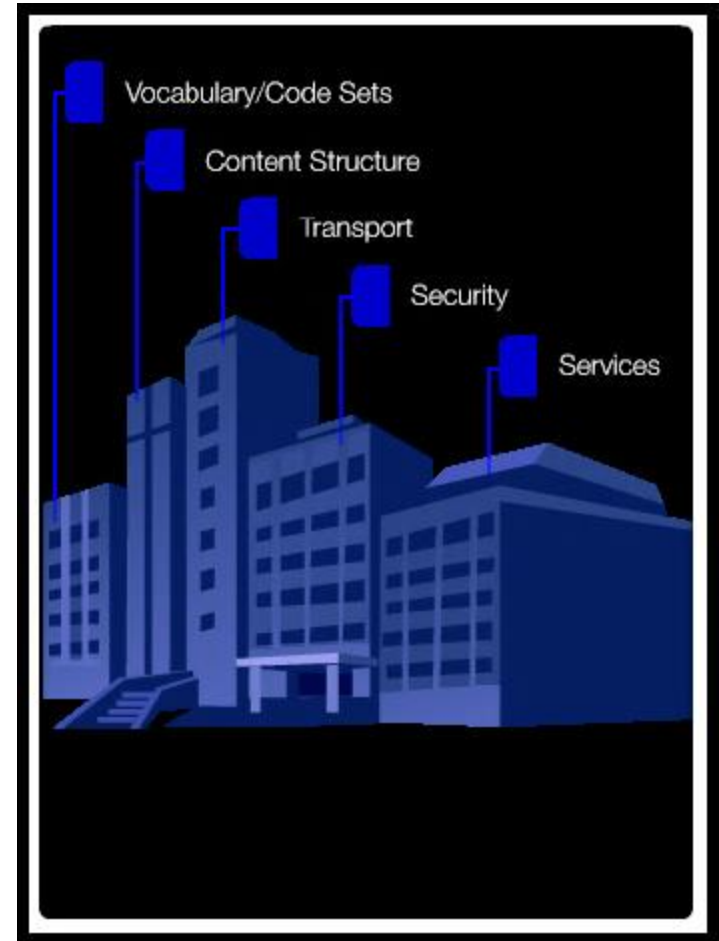 Vocabulary/Code Sets
Content Structure
Transport
Security
Services